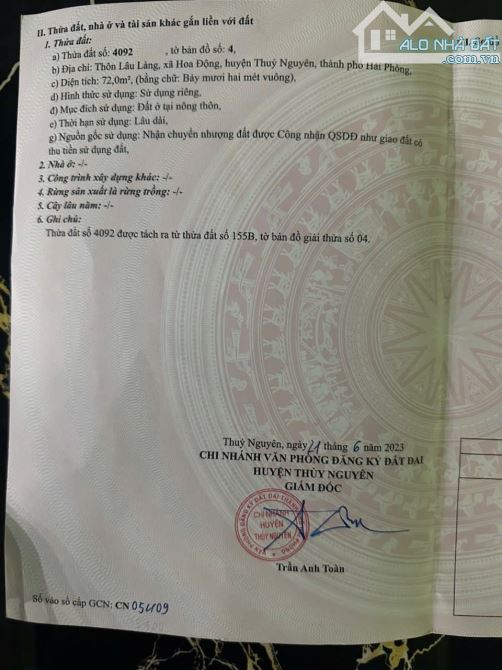 ALO NHÀ ĐẤT
II. Thửa đất, nhà ở và tài sản khác gắn liền với đất
1. Thửa đất:
a) Thửa đất số: 4092 , tờ bản đồ số: 4,
b) Địa chỉ: Thôn Lâu Làng, xã Hoa Động, huyện Thuỷ Nguyên, thành phố Hải Phòng,
c) Diện tích: 72,0m², (bằng chữ: Bảy mươi hai mét vuông),
d) Hình thức sử dụng: Sử dụng riêng,
đ) Mục đích sử dụng: Đất ở tại nông thôn,
e) Thời hạn sử dụng: Lâu dài,
g) Nguồn gốc sử dụng: Nhận chuyển nhượng đất được Công nhận QSDĐ như giao đất có
thu tiền sử dụng đất,
2. Nhà ở: -/-
3. Công trình xây dựng khác: -/-
4. Rừng sản xuất là rừng trồng: -/-
5. Cây lâu năm: -/-
6. Ghi chú:
Thửa đất số 4092 được tách ra từ thửa đất số 155B, tờ bản đồ giải thửa số 04.
Thuỷ Nguyên, ngày 21 tháng 6 năm 2023
CHI NHÁNH VĂN PHÒNG ĐĂNG KÝ ĐẤT ĐAI
HUYỆN THỦY NGUYÊN
GIÁM ĐỐC
CHI NHÁNH
HUYỆN
THUỶ NGUYÊN
Trần Anh Toàn
Số vào sổ cấp GCN: CN 05409